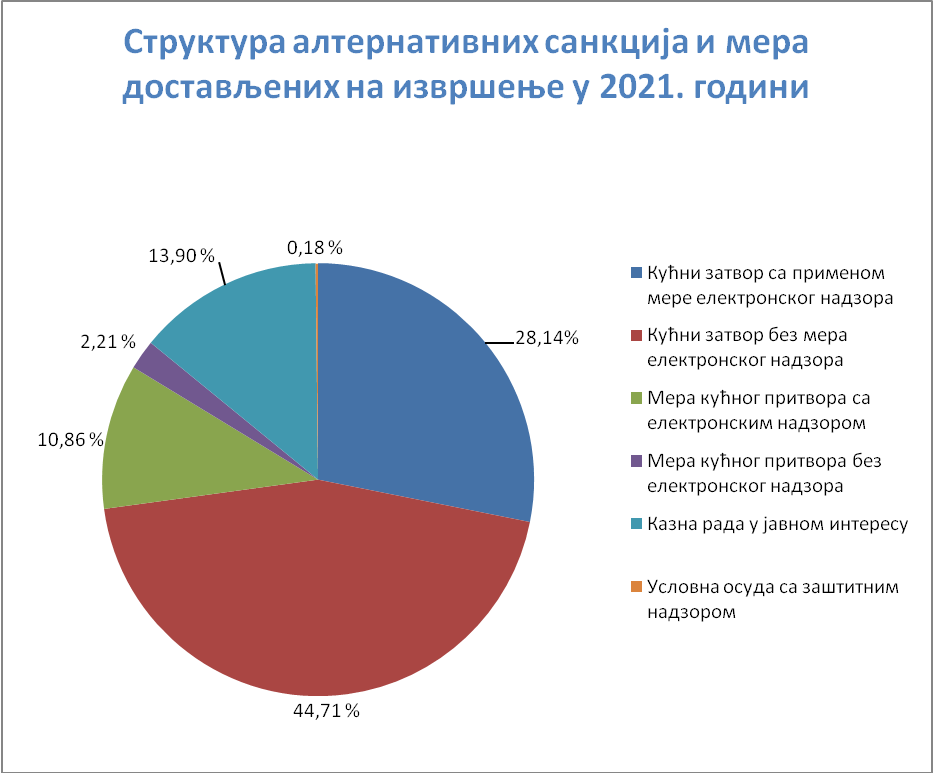 Структура алтернативних санкција и мера
достављених на извршење у 2021. години
0,18 %
13,90 %
28,14%
2,21 %
10,86 %
44,71 %
Кућни затвор са применом
мере електронског надзора
Кућни затвор без мера
електронског надзора
Мера кућног притвора са
електронским надзором
Мера кућног притвора без
електронског надзора
Казна рада у јавном интересу
Условна осуда са заштитним
надзором